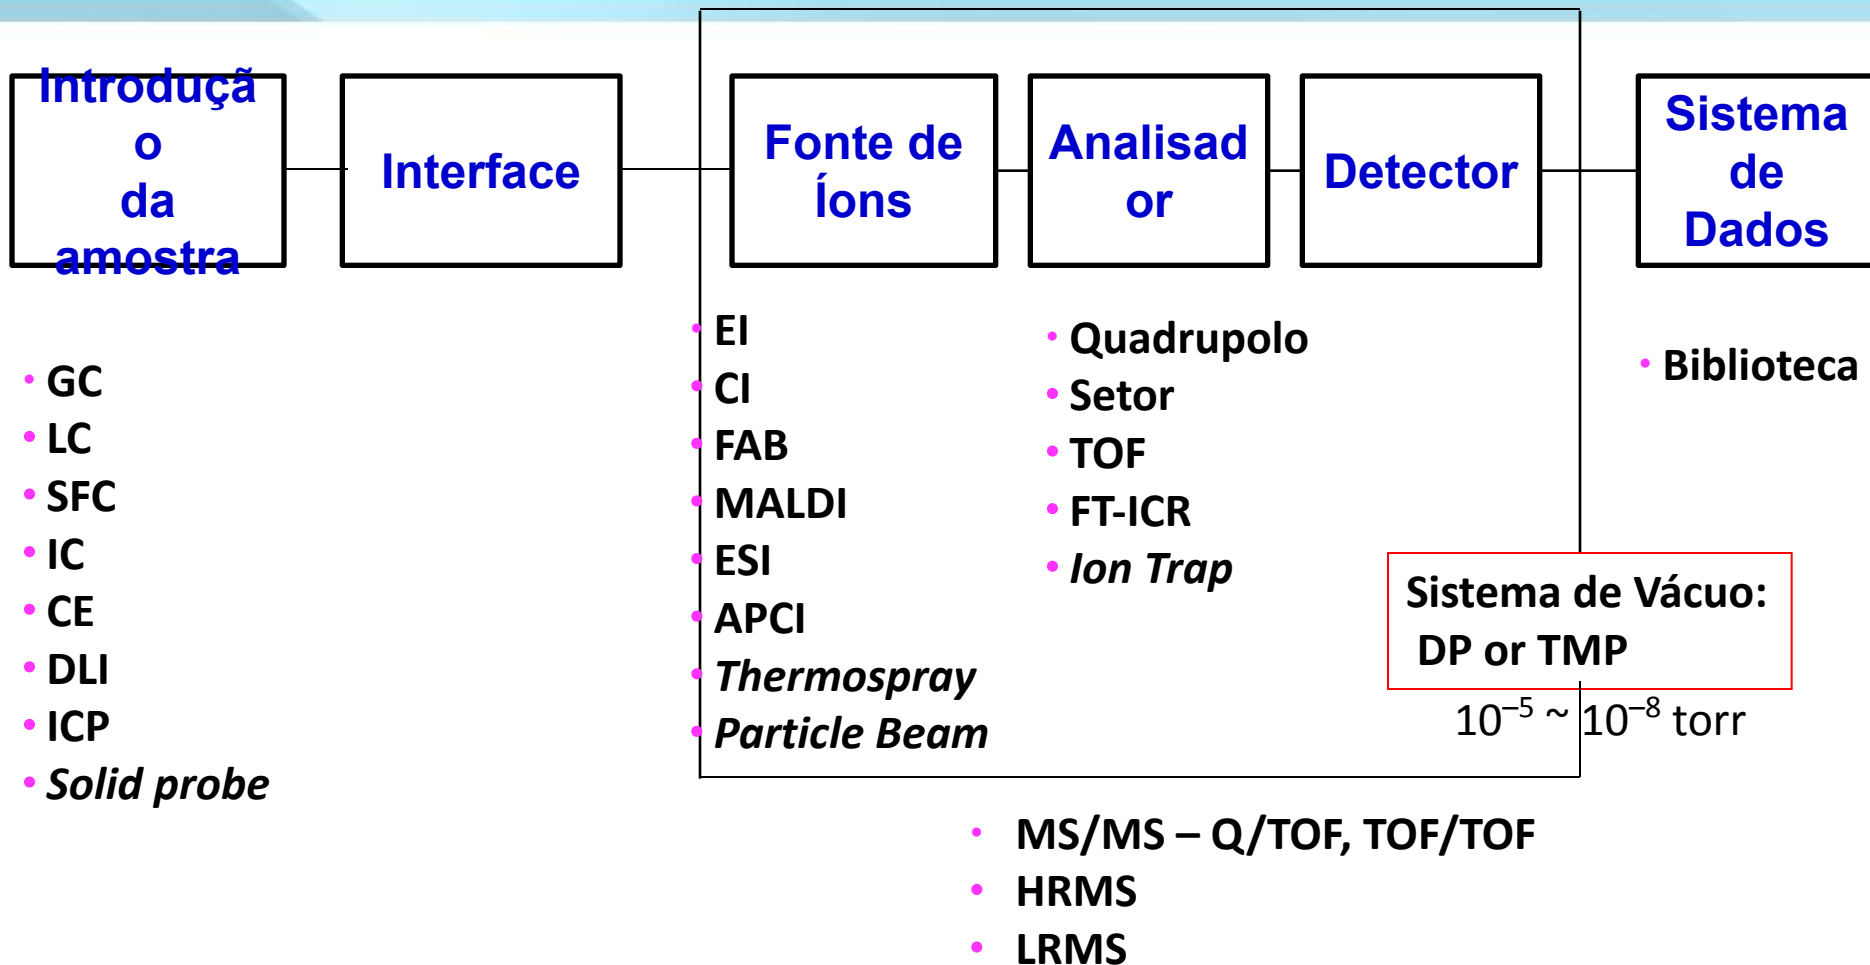 Introduçã
o
da
amostra
Interface
Fonte de
Íons
Analisad
or
Detector
Sistema
de
Dados
• GC
• LC
• SFC
• IC
• CE
• DLI
• ICP
• Solid probe
• EI
• CI
• FAB
• MALDI
• ESI
• APCI
• Thermospray
• Particle Beam
• Quadrupolo
• Setor
• TOF
• FT-ICR
• Ion Trap
• Biblioteca
Sistema de Vácuo:
DP or TMP
10⁻⁵ ~ 10⁻⁸ torr
• MS/MS – Q/TOF, TOF/TOF
• HRMS
• LRMS